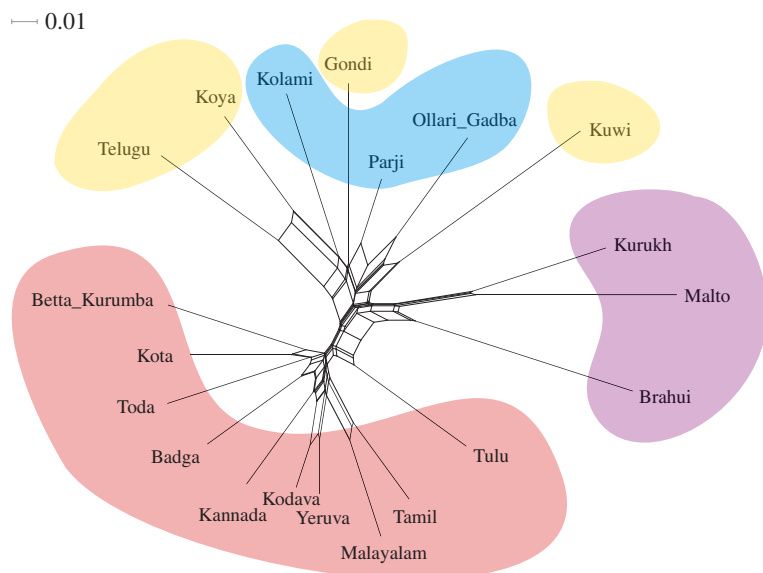 0.01
Gondi
Kolami
Koya
Ollari_Gadba
Kuwi
Telugu
Parji
Kurukh
Malto
Betta_Kurumba
Kota
Brahui
Toda
Badga
Tulu
Kodava
Kannada
Yeruva
Tamil
Malayalam